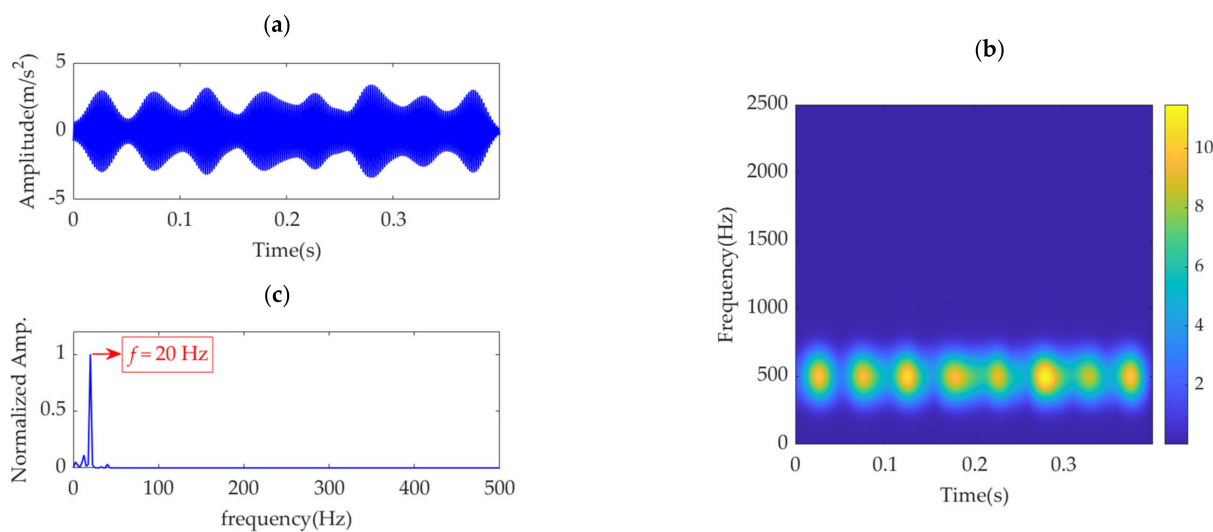 (a)
5
0
-5
Amplitude(m/s²)
0 0.1 0.2 0.3
Time(s)
(c)
1
0.5
0
Normalized Amp.
f = 20 Hz
0 100 200 300 400 500
frequency(Hz)
(b)
2500
2000
1500
1000
500
0
Frequency(Hz)
0 0.1 0.2 0.3
Time(s)
10
8
6
4
2